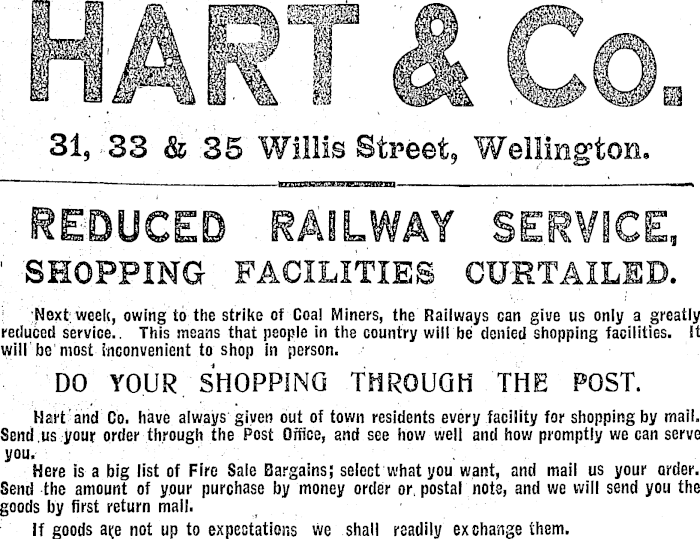 HART & Co.
31, 33 & 35 Willis Street, Wellington.
REDUCED RAILWAY SERVICE,
SHOPPING FACILITIES CURTAILED.
Next week, owing to the strike of Coal Miners, the Railways can give us only a greatly
reduced service. This means that people in the country will be denied shopping facilities. It
will be most inconvenient to shop in person.
DO YOUR SHOPPING THROUGH THE POST.
Hart and Co. have always given out of town residents every facility for shopping by mail.
Send us your order through the Post Office, and see how well and how promptly we can serve
you.
Here is a big list of Fire Sale Bargains; select what you want, and mail us your order.
Send the amount of your purchase by money order or postal note, and we will send you the
goods by first return mail.
If goods are not up to expectations we shall readily exchange them.